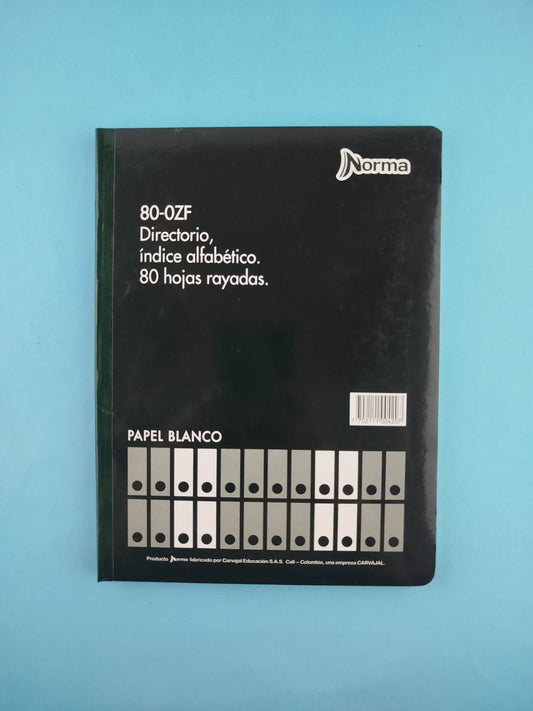 Norma
80-0ZF
Directorio,
índice alfabético.
80 hojas rayadas.
7702111004207
PAPEL BLANCO
Producto Norma fabricado por Carvajal Educación S.A.S. Cali – Colombia, una empresa CARVAJAL.